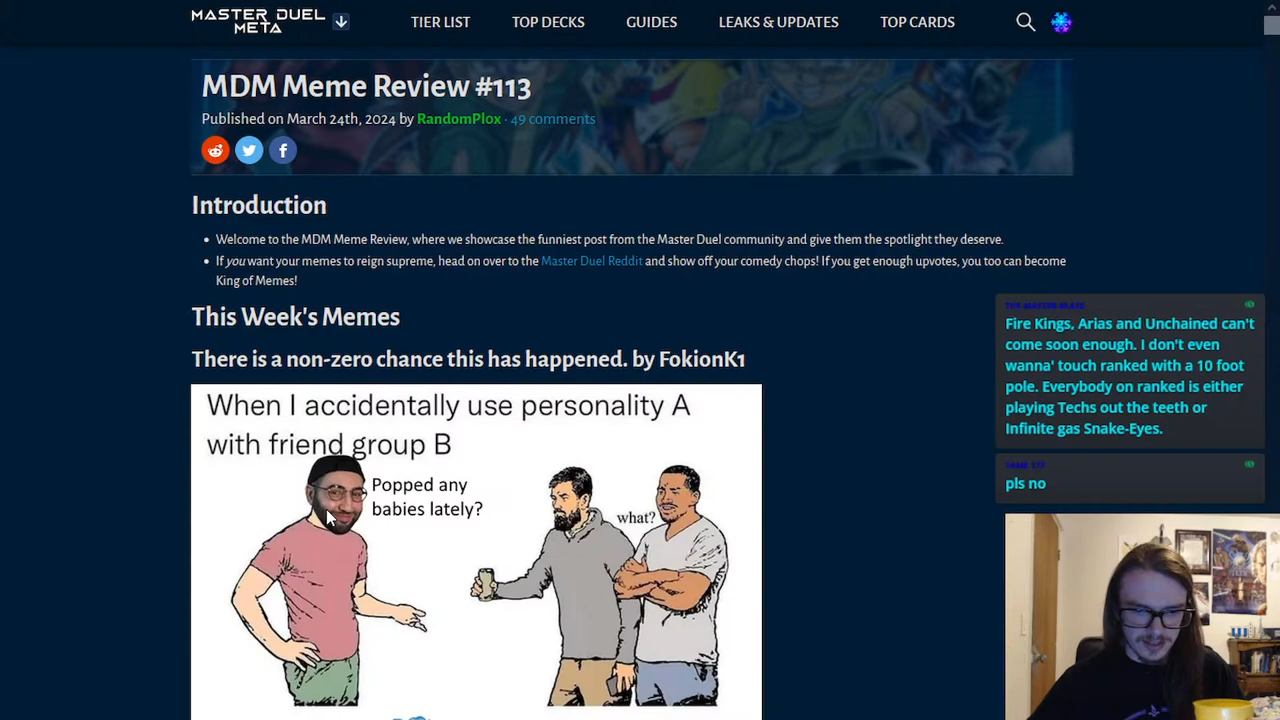 MASTER DUEL
META
TIER LIST
TOP DECKS
GUIDES
LEAKS & UPDATES
TOP CARDS
MDM Meme Review #113
Published on March 24th, 2024 by RandomPlox · 49 comments
Introduction
Welcome to the MDM Meme Review, where we showcase the funniest post from the Master Duel community and give them the spotlight they deserve.
If you want your memes to reign supreme, head on over to the Master Duel Reddit and show off your comedy chops! If you get enough upvotes, you too can become
King of Memes!
This Week's Memes
There is a non-zero chance this has happened. by FokionK1
When I accidentally use personality A
with friend group B
Popped any
babies lately?
what?
Fire Kings, Arias and Unchained can't
come soon enough. I don't even
wanna' touch ranked with a 10 foot
pole. Everybody on ranked is either
playing Techs out the teeth or
Infinite gas Snake-Eyes.
pls no